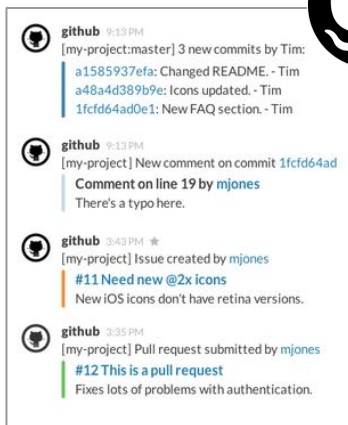 github 9:13 PM
[my-project:master] 3 new commits by Tim:
a1585937efa: Changed README. - Tim
a48a4d389b9e: Icons updated. - Tim
1fcfd64ad0e1: New FAQ section. - Tim
github 9:13 PM
[my-project] New comment on commit 1fcfd64ad
Comment on line 19 by mjones
There's a typo here.
github 3:43 PM ★
[my-project] Issue created by mjones
#11 Need new @2x icons
New iOS icons don't have retina versions.
github 3:35 PM
[my-project] Pull request submitted by mjones
#12 This is a pull request
Fixes lots of problems with authentication.